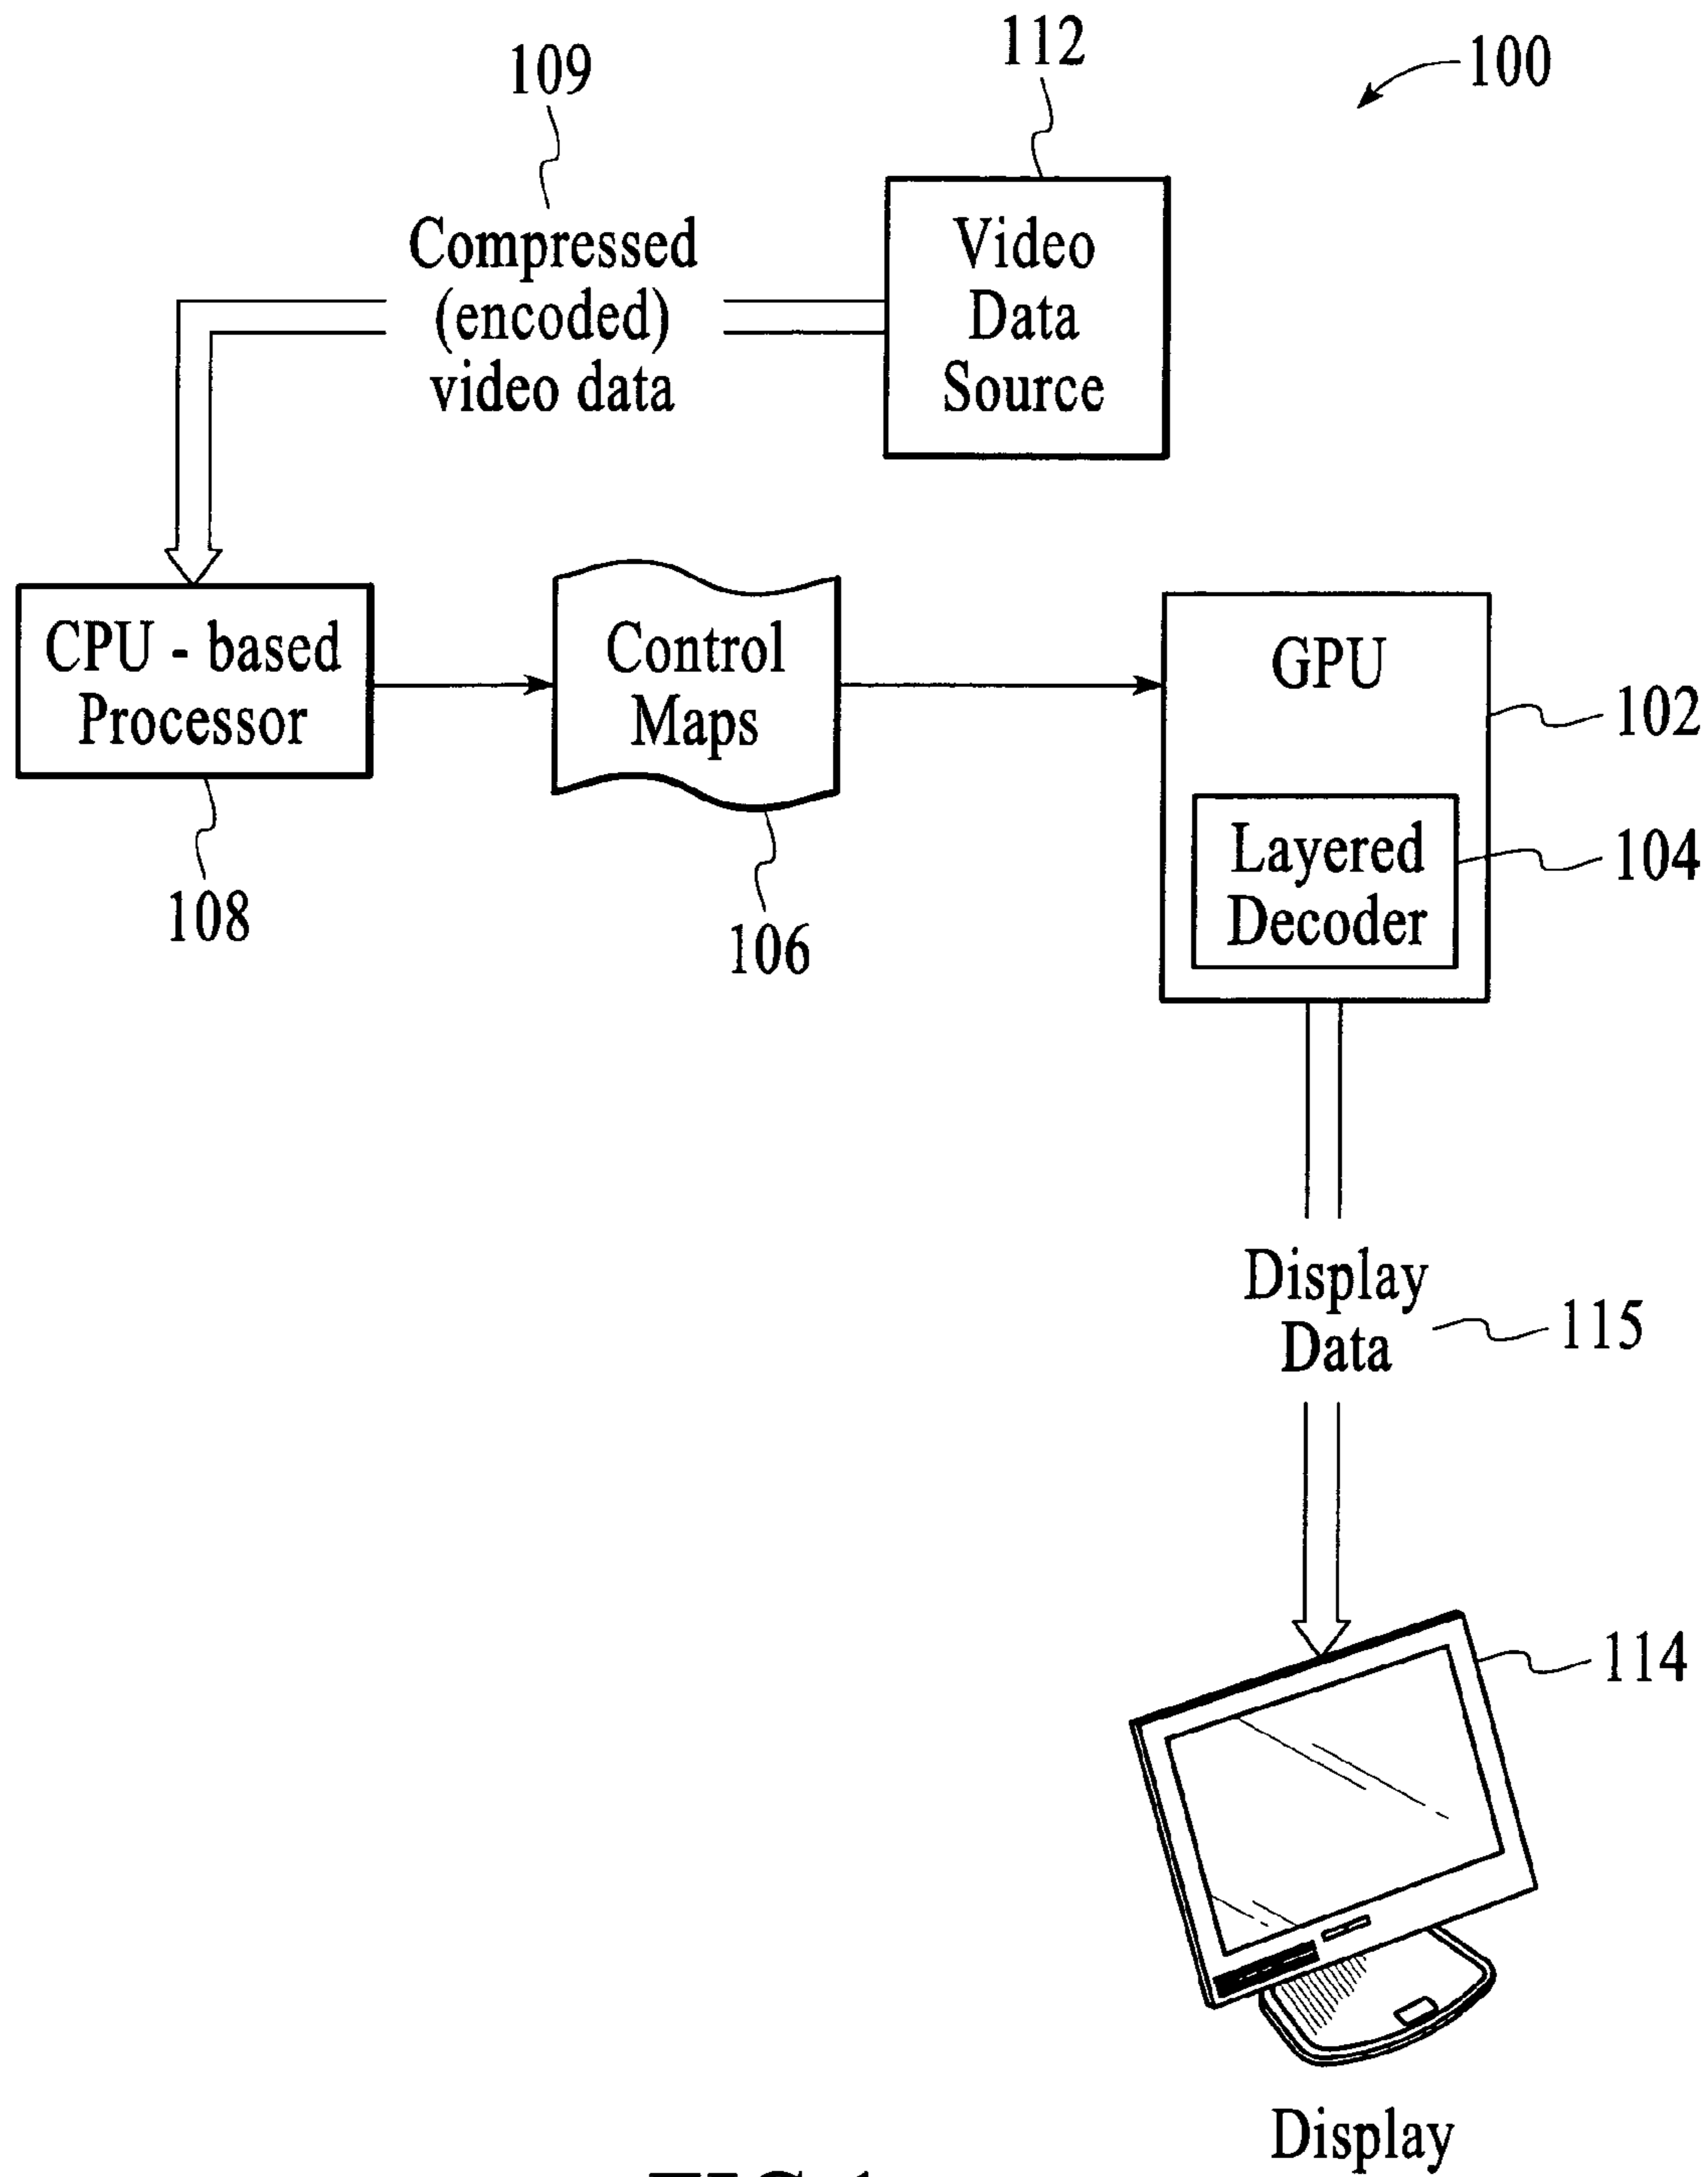 109
112
100
Compressed
(encoded)
video data
Video
Data
Source
CPU - based
Processor
Control
Maps
GPU
102
Layered
Decoder
104
108
106
Display
Data
115
114
Display